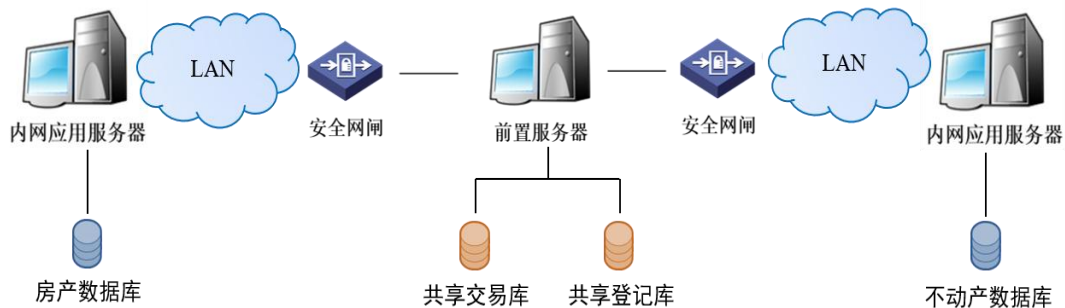 LAN
LAN
内网应用服务器
安全网闸
前置服务器
安全网闸
内网应用服务器
房产数据库
共享交易库
共享登记库
不动产数据库